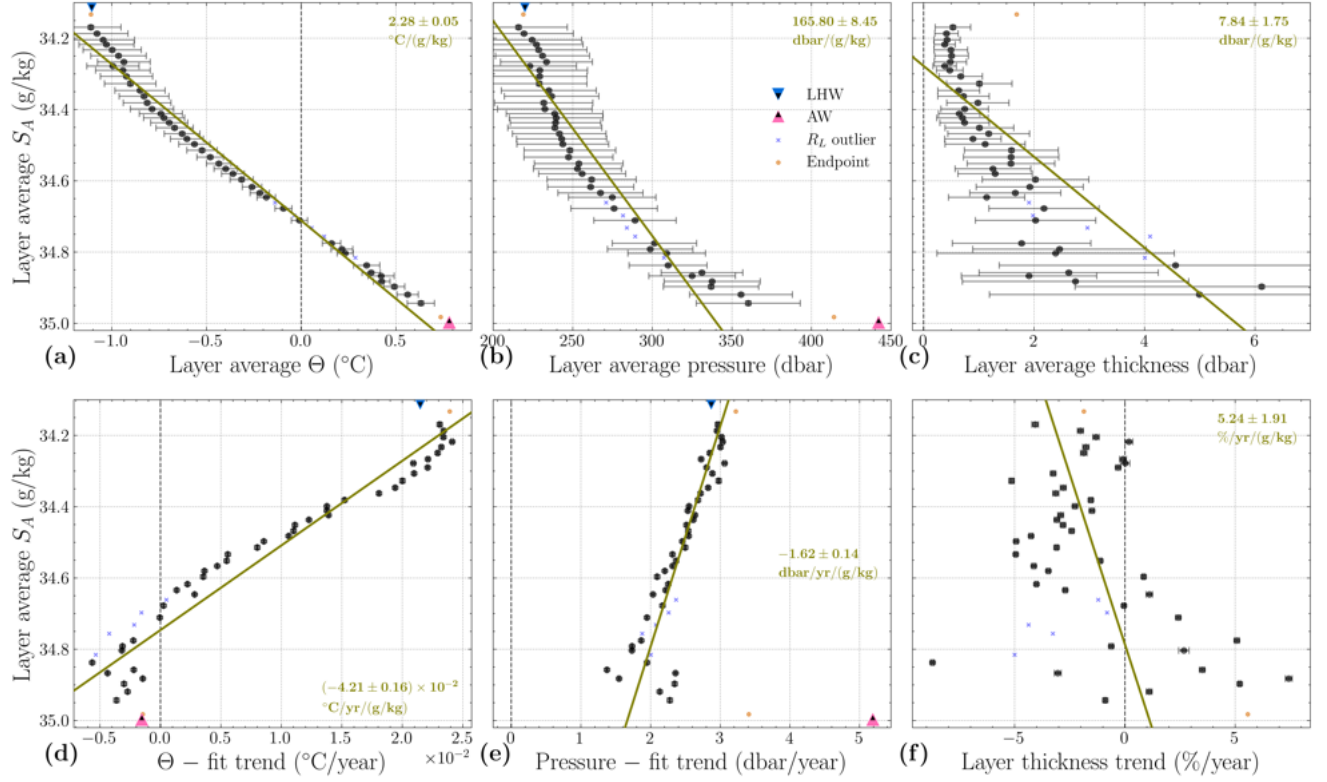 2.28 ± 0.05
°C/(g/kg)
34.2
34.4
34.6
34.8
35.0
Layer average S_A (g/kg)
−1.0
−0.5
0.0
0.5
(a)
Layer average Θ (°C)
165.80 ± 8.45
dbar/(g/kg)
LHW
AW
R_L outlier
Endpoint
200
250
300
350
400
450
(b)
Layer average pressure (dbar)
7.84 ± 1.75
dbar/(g/kg)
0
2
4
6
(c)
Layer average thickness (dbar)
34.2
34.4
34.6
34.8
35.0
Layer average S_A (g/kg)
(−4.21 ± 0.16) × 10⁻²
°C/yr/(g/kg)
−0.5
0.0
0.5
1.0
1.5
2.0
2.5
×10⁻²
(d)
Θ − fit trend (°C/year)
−1.62 ± 0.14
dbar/yr/(g/kg)
0
2
4
(e)
Pressure − fit trend (dbar/year)
5.24 ± 1.91
%/yr/(g/kg)
−5
0
5
(f)
Layer thickness trend (%/year)